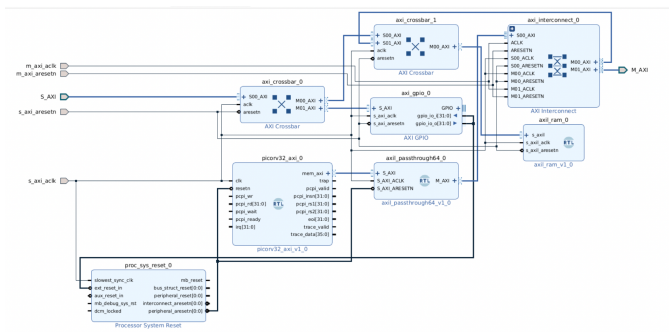 axi_crossbar_1
S00_AXI
S01_AXI
aclk
aresetn
M00_AXI
AXI Crossbar
axi_interconnect_0
S00_AXI
ACLK
ARESETN
S00_ACLK
S00_ARESETN
M00_ACLK
M00_ARESETN
M01_ACLK
M01_ARESETN
M00_AXI
M01_AXI
AXI Interconnect
M_AXI
m_axi_aclk
m_axi_aresetn
S_AXI
s_axi_aresetn
axi_crossbar_0
S00_AXI
aclk
aresetn
M00_AXI
M01_AXI
AXI Crossbar
axi_gpio_0
S_AXI
s_axi_aclk
s_axi_aresetn
GPIO
gpio_io_i[31:0]
gpio_io_o[31:0]
AXI GPIO
axil_ram_0
s_axil
s_axil_aclk
s_axil_aresetn
RTL
axil_ram_v1_0
s_axi_aclk
picorv32_axi_0
clk
resetn
pcpi_wr
pcpi_rd[31:0]
pcpi_wait
pcpi_ready
irq[31:0]
RTL
mem_axi
trap
pcpi_valid
pcpi_insn[31:0]
pcpi_rs1[31:0]
pcpi_rs2[31:0]
eoi[31:0]
trace_valid
trace_data[35:0]
picorv32_axi_v1_0
axil_passthrough64_0
S_AXI
S_AXI_ACLK
S_AXI_ARESETN
RTL
M_AXI
axil_passthrough64_v1_0
proc_sys_reset_0
slowest_sync_clk
ext_reset_in
aux_reset_in
mb_debug_sys_rst
dcm_locked
mb_reset
bus_struct_reset[0:0]
peripheral_reset[0:0]
interconnect_aresetn[0:0]
peripheral_aresetn[0:0]
Processor System Reset